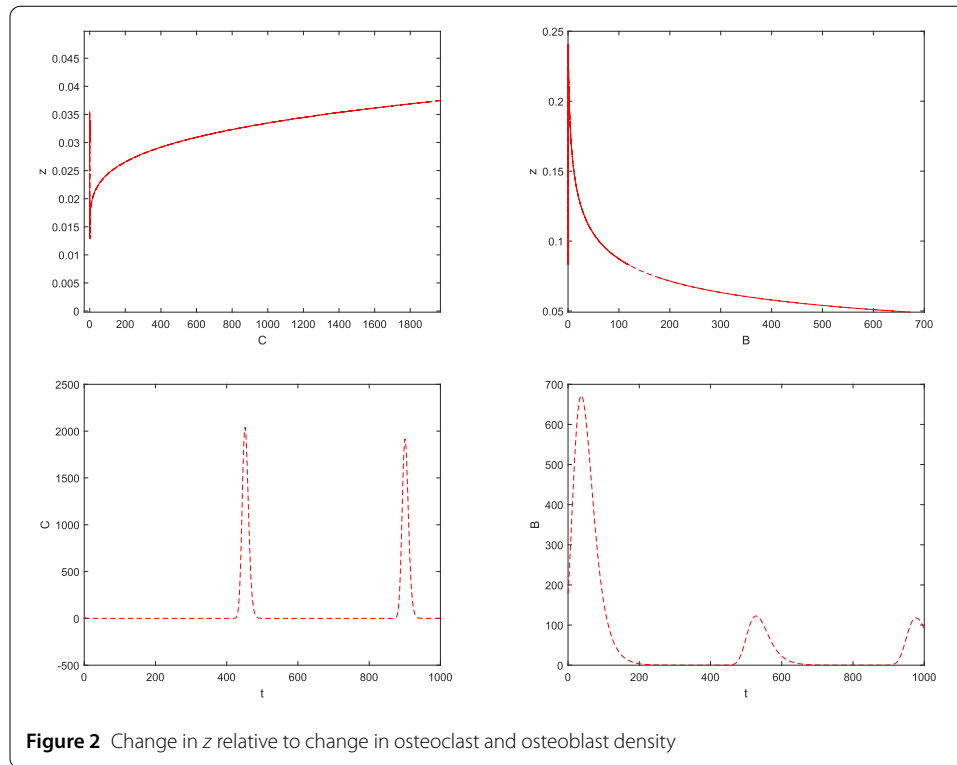 0.045
0.04
0.035
0.03
0.025
0.02
0.015
0.01
0.005
0
z
0 200 400 600 800 1000 1200 1400 1600 1800
C
0.25
0.2
0.15
0.1
0.05
z
0 100 200 300 400 500 600 700
B
2500
2000
1500
1000
500
0
-500
C
0 200 400 600 800 1000
t
700
600
500
400
300
200
100
0
B
0 200 400 600 800 1000
t
Figure 2 Change in z relative to change in osteoclast and osteoblast density